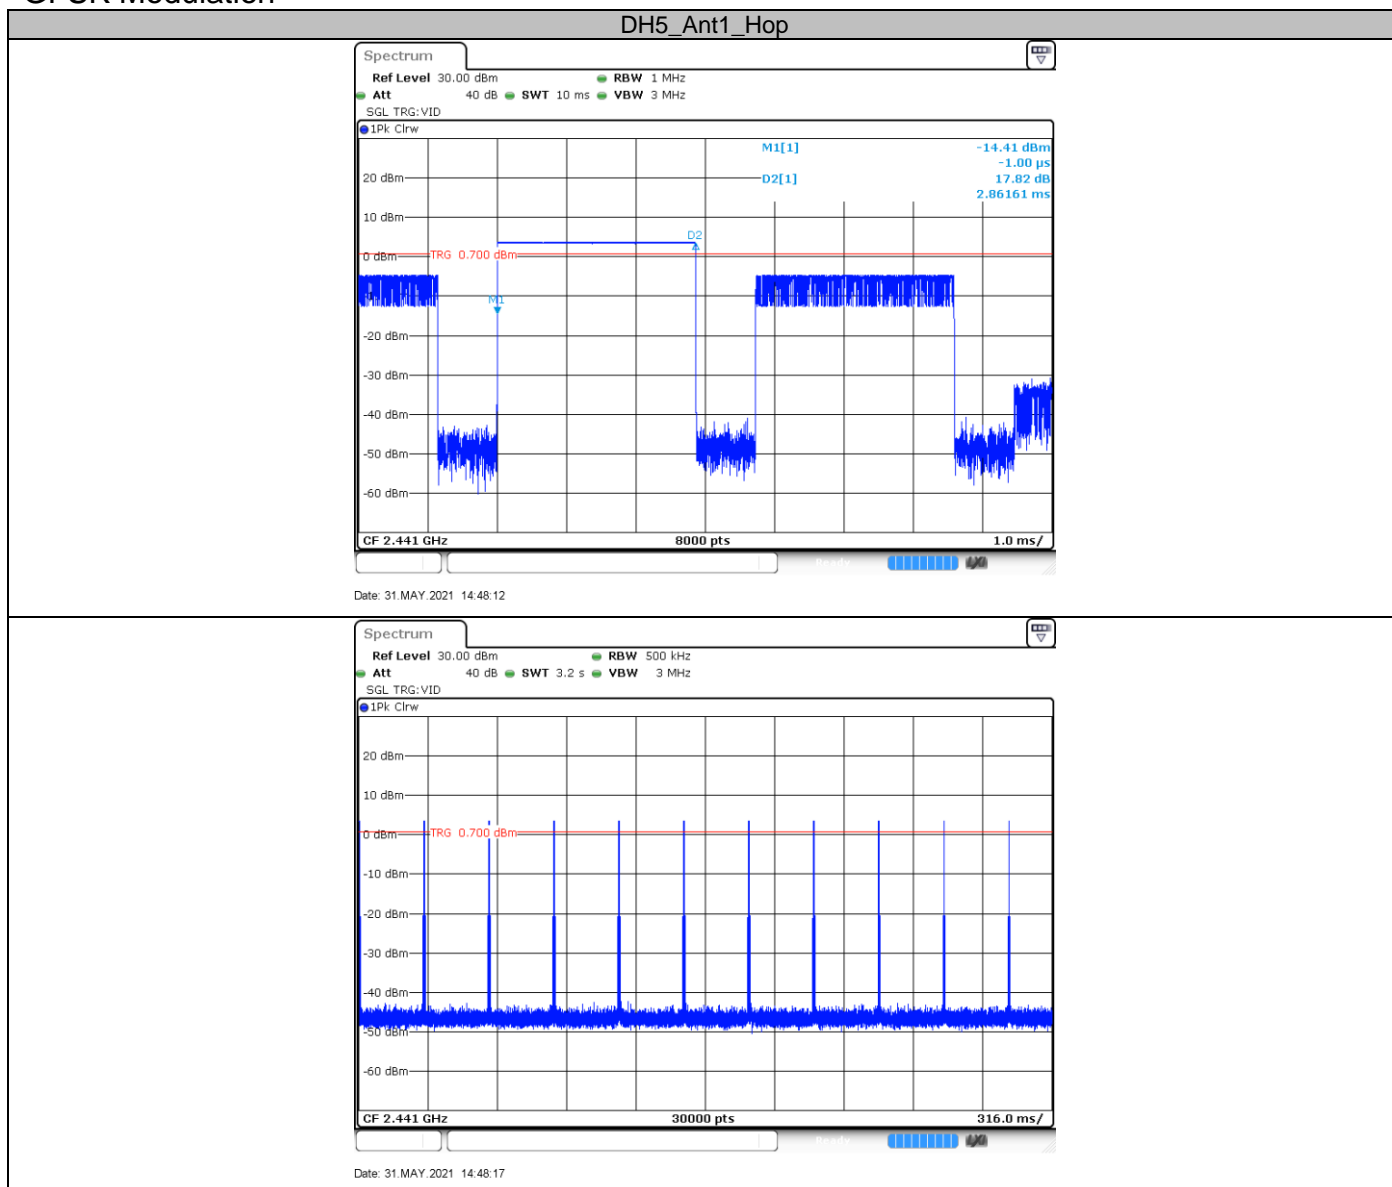 DH5_Ant1_Hop
Spectrum
Ref Level 30.00 dBm RBW 1 MHz
Att 40 dB SWT 10 ms VBW 3 MHz
SGL TRG:VID
1Pk Clrw
M1[1] -14.41 dBm
-1.00 µs
20 dBm D2[1] 17.82 dB
2.86161 ms
10 dBm
D2
0 dBm TRG 0.700 dBm
M1
-20 dBm
-30 dBm
-40 dBm
-50 dBm
-60 dBm
CF 2.441 GHz 8000 pts 1.0 ms/
Ready
Date: 31.MAY.2021 14:48:12
Spectrum
Ref Level 30.00 dBm RBW 500 kHz
Att 40 dB SWT 3.2 s VBW 3 MHz
SGL TRG:VID
1Pk Clrw
20 dBm
10 dBm
0 dBm TRG 0.700 dBm
-10 dBm
-20 dBm
-30 dBm
-40 dBm
-50 dBm
-60 dBm
CF 2.441 GHz 30000 pts 316.0 ms/
Ready
Date: 31.MAY.2021 14:48:17